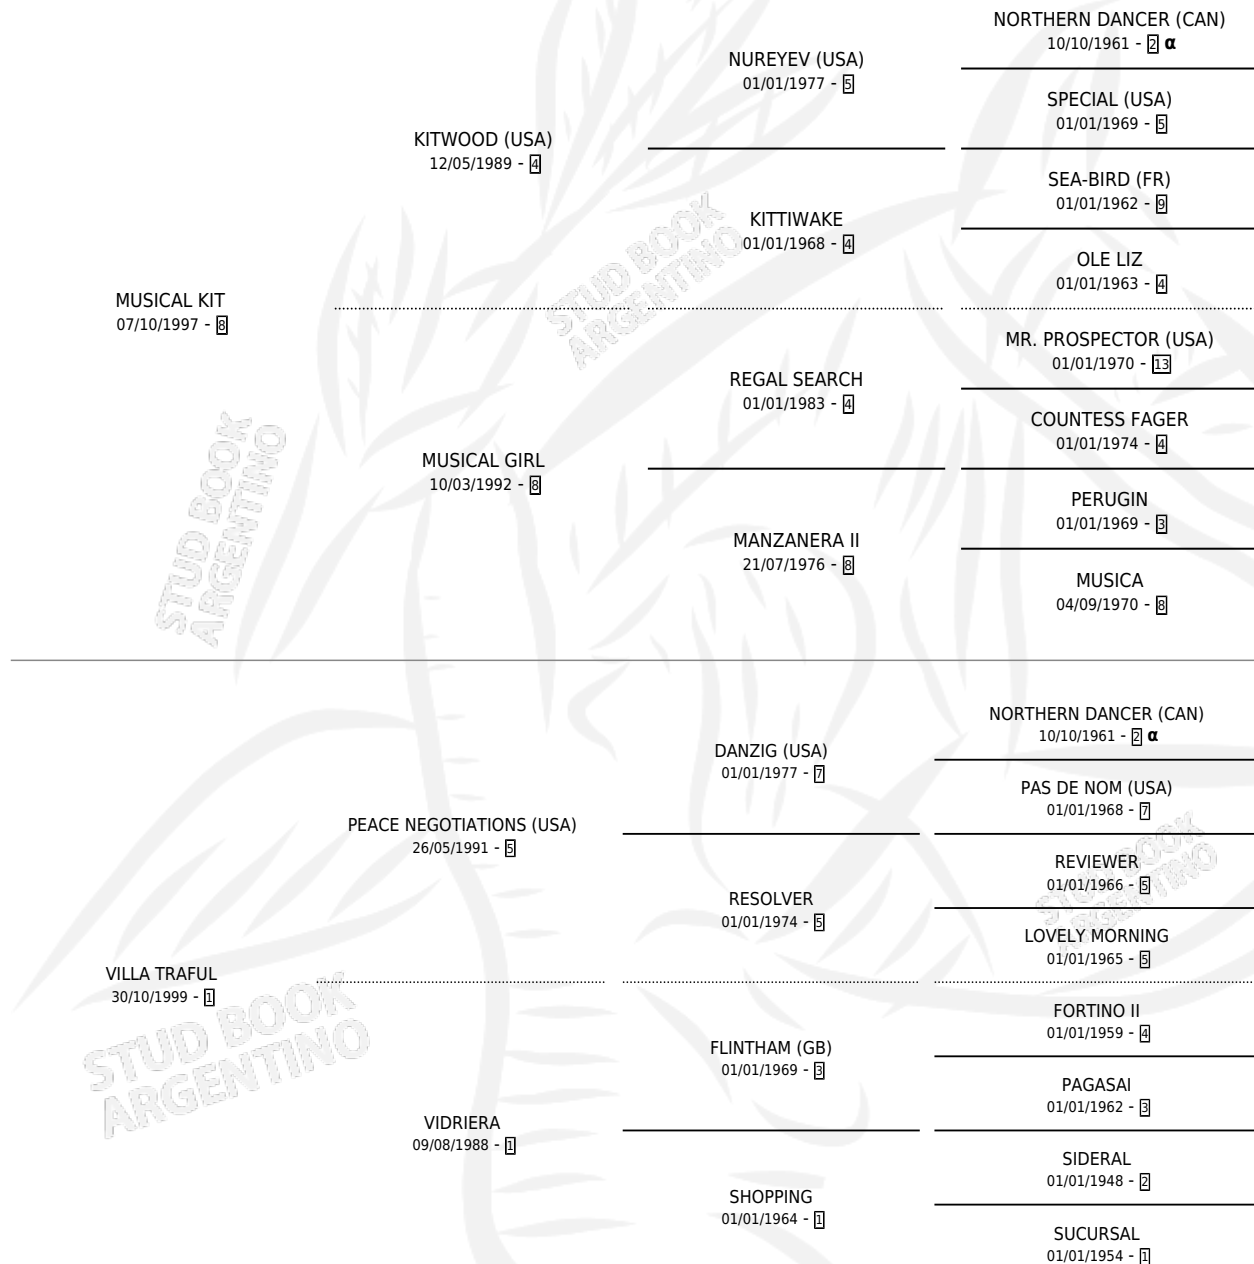 NORTHERN DANCER (CAN)
10/10/1961 - 2 α
NUREYEV (USA)
01/01/1977 - 5
SPECIAL (USA)
01/01/1969 - 5
KITWOOD (USA)
12/05/1989 - 4
SEA-BIRD (FR)
01/01/1962 - 9
KITTIWAKE
01/01/1968 - 4
OLE LIZ
01/01/1963 - 4
MUSICAL KIT
07/10/1997 - 8
MR. PROSPECTOR (USA)
01/01/1970 - 13
REGAL SEARCH
01/01/1983 - 4
COUNTESS FAGER
01/01/1974 - 4
MUSICAL GIRL
10/03/1992 - 8
PERUGIN
01/01/1969 - 3
MANZANERA II
21/07/1976 - 8
MUSICA
04/09/1970 - 8
STUD BOOK
ARGENTINO
STUD BOOK
ARGENTINO
NORTHERN DANCER (CAN)
10/10/1961 - 2 α
DANZIG (USA)
01/01/1977 - 7
PAS DE NOM (USA)
01/01/1968 - 7
PEACE NEGOTIATIONS (USA)
26/05/1991 - 5
REVIEWER
01/01/1966 - 5
RESOLVER
01/01/1974 - 5
LOVELY MORNING
01/01/1965 - 5
VILLA TRAFUL
30/10/1999 - 1
FORTINO II
01/01/1959 - 4
FLINTHAM (GB)
01/01/1969 - 3
PAGASAI
01/01/1962 - 3
VIDRIERA
09/08/1988 - 1
SIDERAL
01/01/1948 - 2
SHOPPING
01/01/1964 - 1
SUCURSAL
01/01/1954 - 1
STUD BOOK
ARGENTINO
STUD BOOK
ARGENTINO